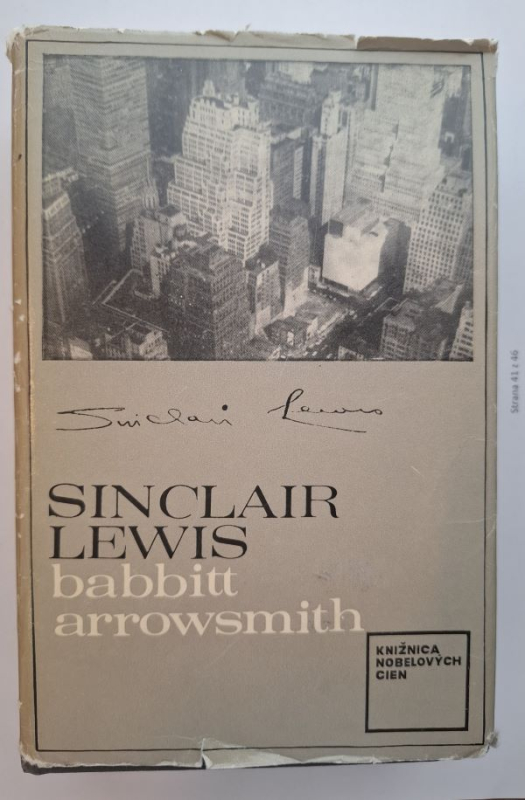 Sinclair Lewis
SINCLAIR
LEWIS
babbitt
arrowsmith
KNIŽNICA
NOBELOVÝCH
CIEN
Strana 41 z 46